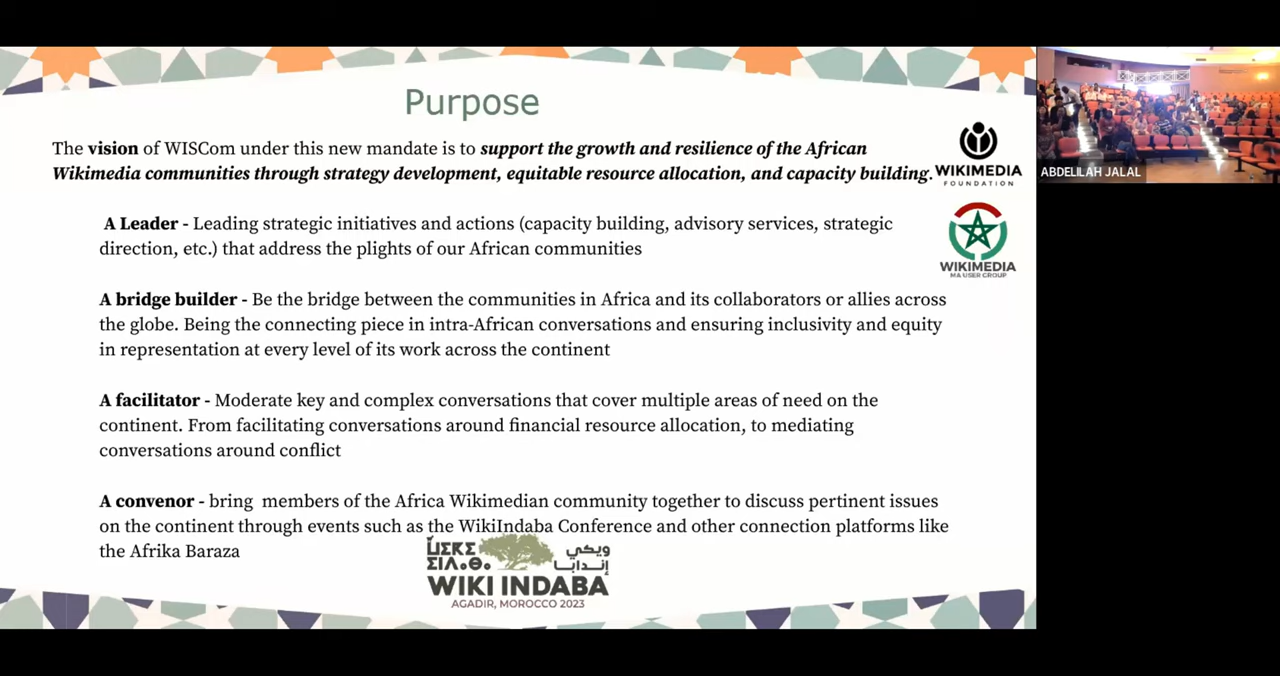 Purpose
The vision of WISCom under this new mandate is to support the growth and resilience of the African
Wikimedia communities through strategy development, equitable resource allocation, and capacity building.
WIKIMEDIA
FOUNDATION
ABDELILAH JALAL
A Leader - Leading strategic initiatives and actions (capacity building, advisory services, strategic
direction, etc.) that address the plights of our African communities
WIKIMEDIA
MA USER GROUP
A bridge builder - Be the bridge between the communities in Africa and its collaborators or allies across
the globe. Being the connecting piece in intra-African conversations and ensuring inclusivity and equity
in representation at every level of its work across the continent
A facilitator - Moderate key and complex conversations that cover multiple areas of need on the
continent. From facilitating conversations around financial resource allocation, to mediating
conversations around conflict
A convenor - bring  members of the Africa Wikimedian community together to discuss pertinent issues
on the continent through events such as the WikiIndaba Conference and other connection platforms like
the Afrika Baraza
ويكي
إندابا
WIKI INDABA
AGADIR, MOROCCO 2023